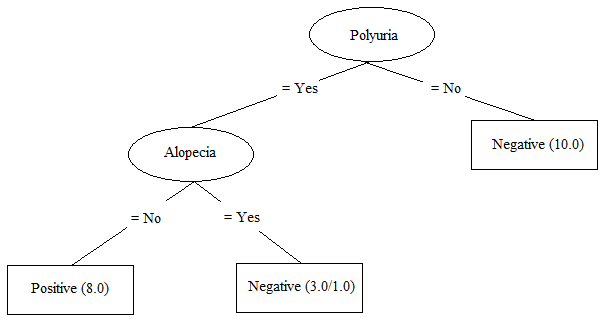 Polyuria
= Yes
= No
Negative (10.0)
Alopecia
= No
= Yes
Positive (8.0)
Negative (3.0/1.0)